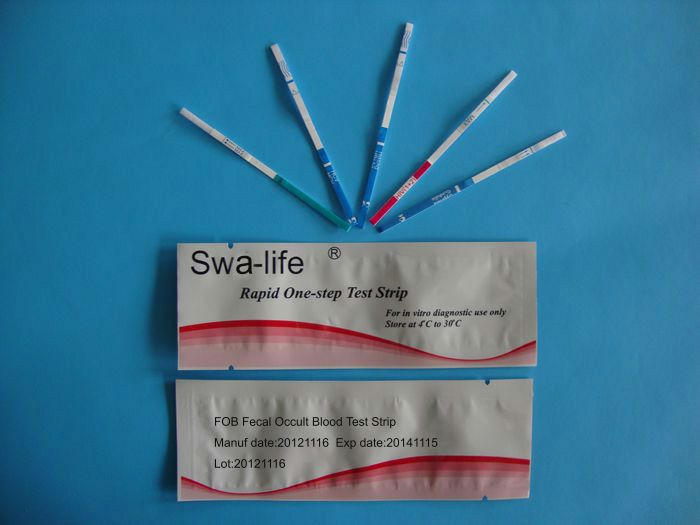 MAX
Swa-life ®
Rapid One-step Test Strip
For in vitro diagnostic use only
Store at 4°C to 30°C
FOB Fecal Occult Blood Test Strip
Manuf date:20121116 Exp date:20141115
Lot:20121116